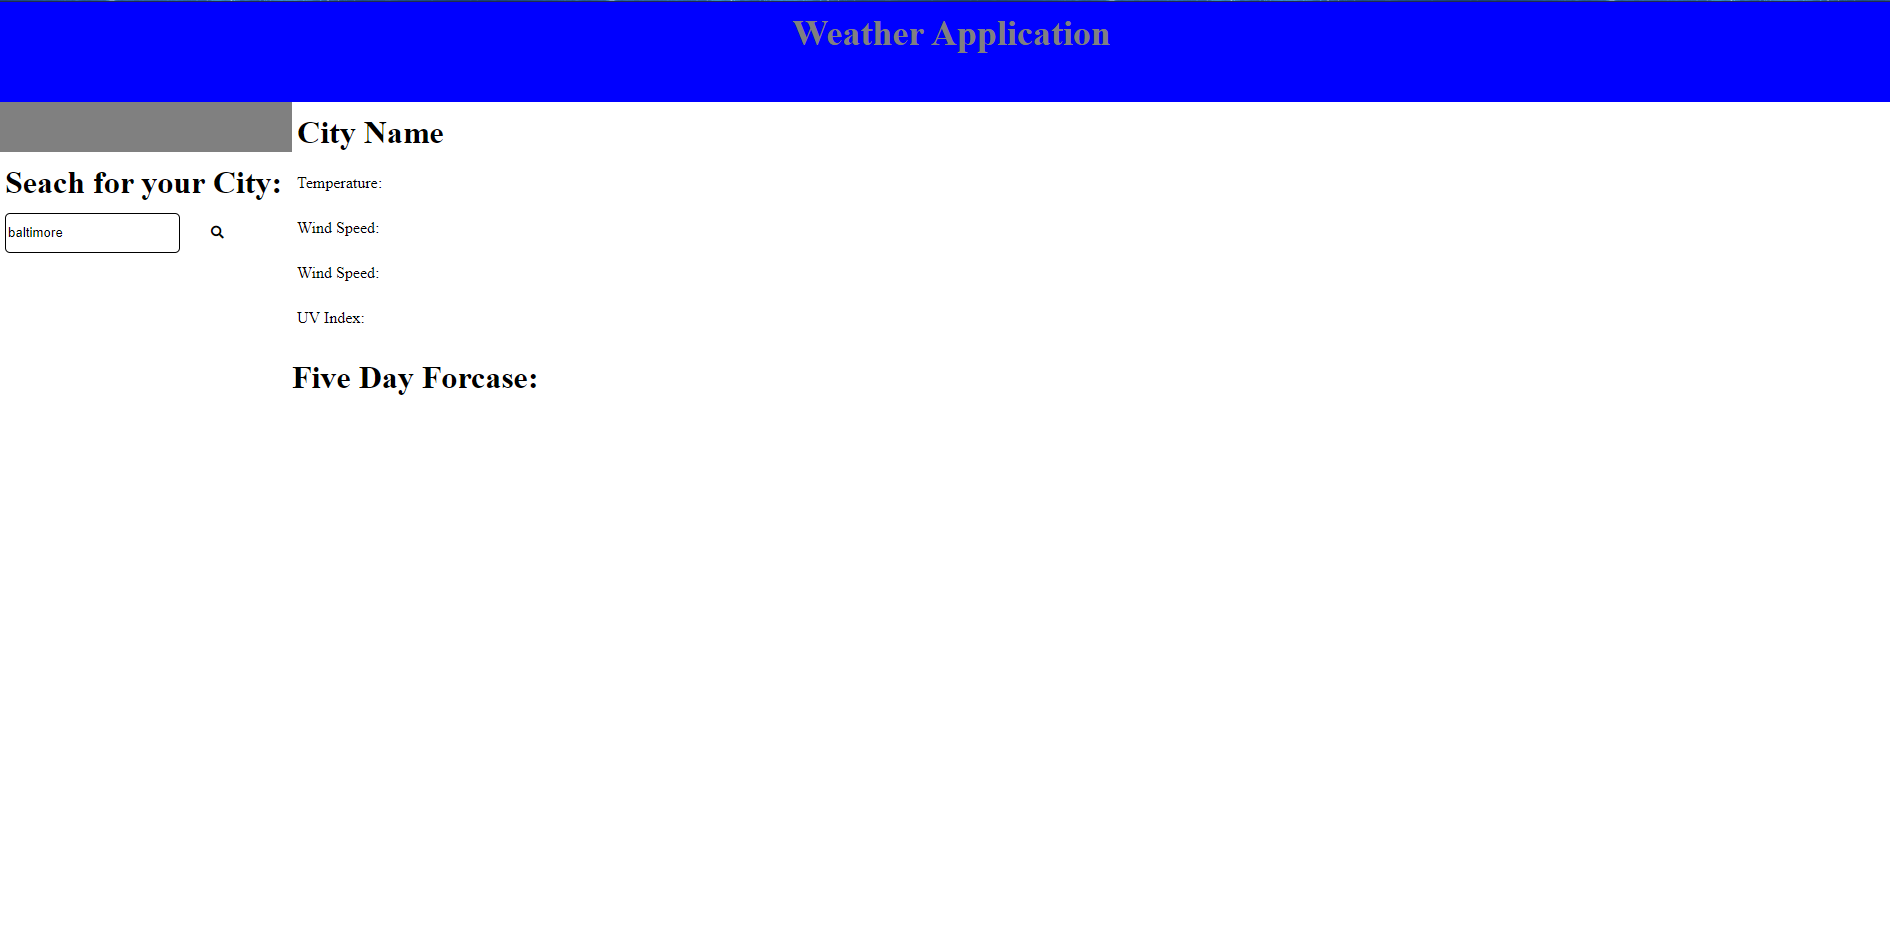 Weather Application
Seach for your City:
baltimore
City Name
Temperature:
Wind Speed:
Wind Speed:
UV Index:
Five Day Forcase: